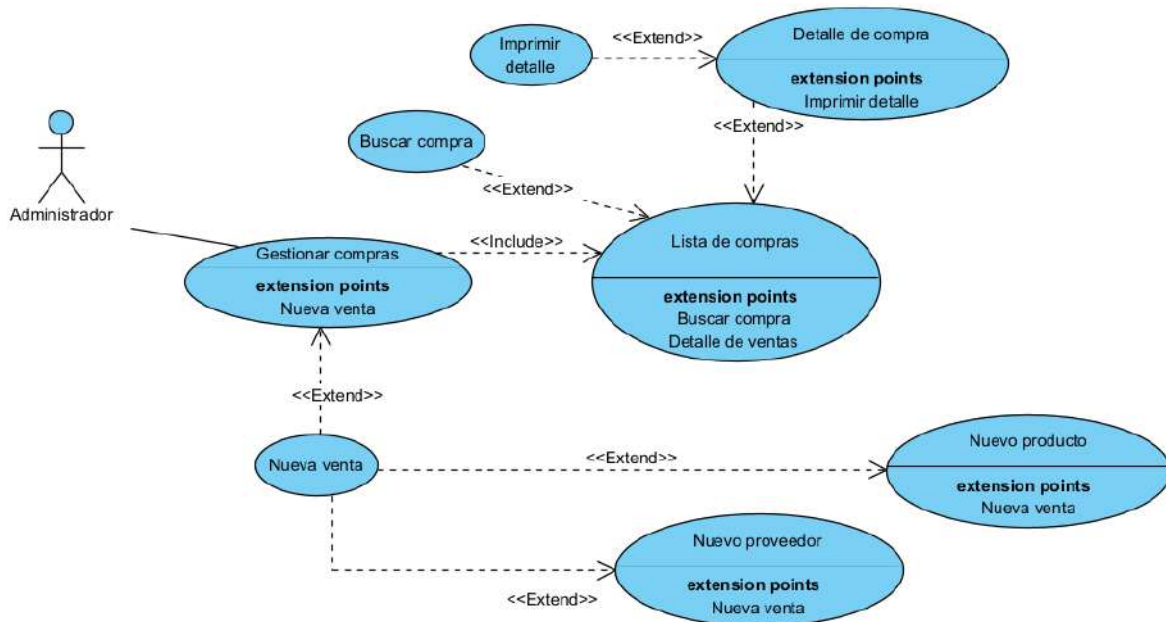 Imprimir
detalle
<<Extend>>
Detalle de compra
extension points
Imprimir detalle
<<Extend>>
Buscar compra
<<Extend>>
Administrador
Gestionar compras
extension points
Nueva venta
<<Include>>
Lista de compras
extension points
Buscar compra
Detalle de ventas
<<Extend>>
Nueva venta
<<Extend>>
Nuevo producto
extension points
Nueva venta
Nuevo proveedor
extension points
Nueva venta
<<Extend>>